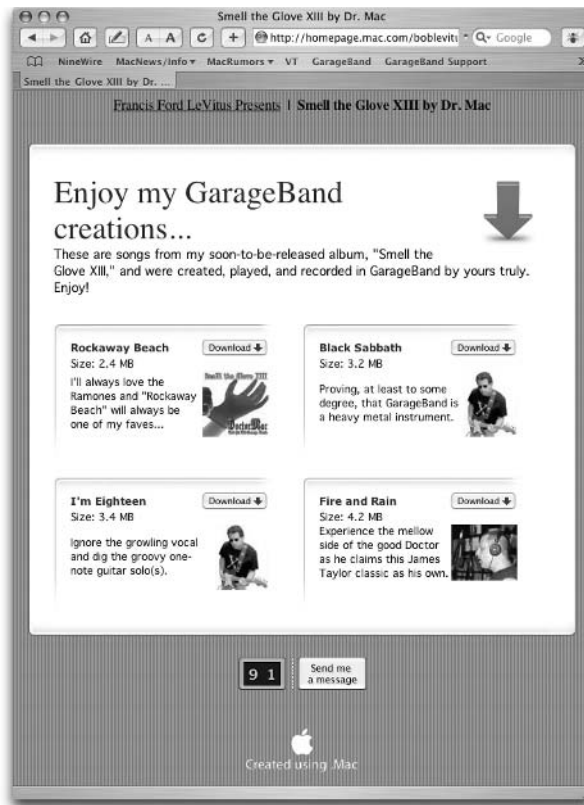 Smell the Glove XIII by Dr. Mac
A A C + http://homepage.mac.com/boblevitu Q Google
NineWire MacNews/Info MacRumors VT GarageBand GarageBand Support
Smell the Glove XIII by Dr. ...
Francis Ford LeVitus Presents | Smell the Glove XIII by Dr. Mac
Enjoy my GarageBand
creations...
These are songs from my soon-to-be-released album, "Smell the
Glove XIII," and were created, played, and recorded in GarageBand by yours truly.
Enjoy!
Rockaway Beach Download
Size: 2.4 MB
I'll always love the
Ramones and "Rockaway
Beach" will always be
one of my faves...
Smell the Glove XIII
DoctorMac
Black Sabbath Download
Size: 3.2 MB
Proving, at least to some
degree, that GarageBand is
a heavy metal instrument.
I'm Eighteen Download
Size: 3.4 MB
Ignore the growling vocal
and dig the groovy one-
note guitar solo(s).
Fire and Rain Download
Size: 4.2 MB
Experience the mellow
side of the good Doctor
as he claims this James
Taylor classic as his own.
9 1
Send me
a message
Created using .Mac